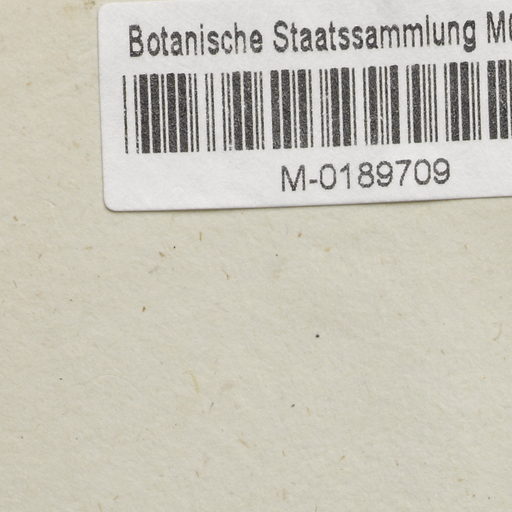 Botanische Staatssammlung
M-0189709